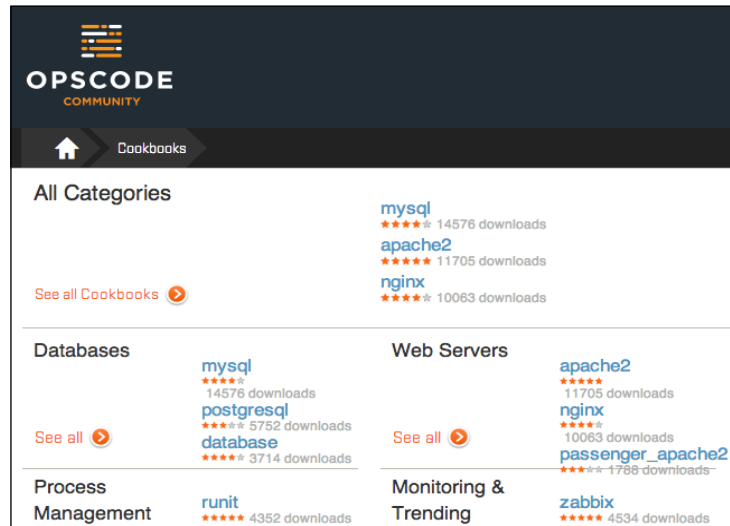 OPSCODE
COMMUNITY
Cookbooks
All Categories
mysql
14576 downloads
apache2
11705 downloads
nginx
10063 downloads
See all Cookbooks
Databases
mysql
14576 downloads
postgresql
5752 downloads
database
3714 downloads
See all
Web Servers
apache2
11705 downloads
nginx
10063 downloads
passenger_apache2
1788 downloads
See all
Process
Management
runit
4352 downloads
Monitoring &
Trending
zabbix
4534 downloads